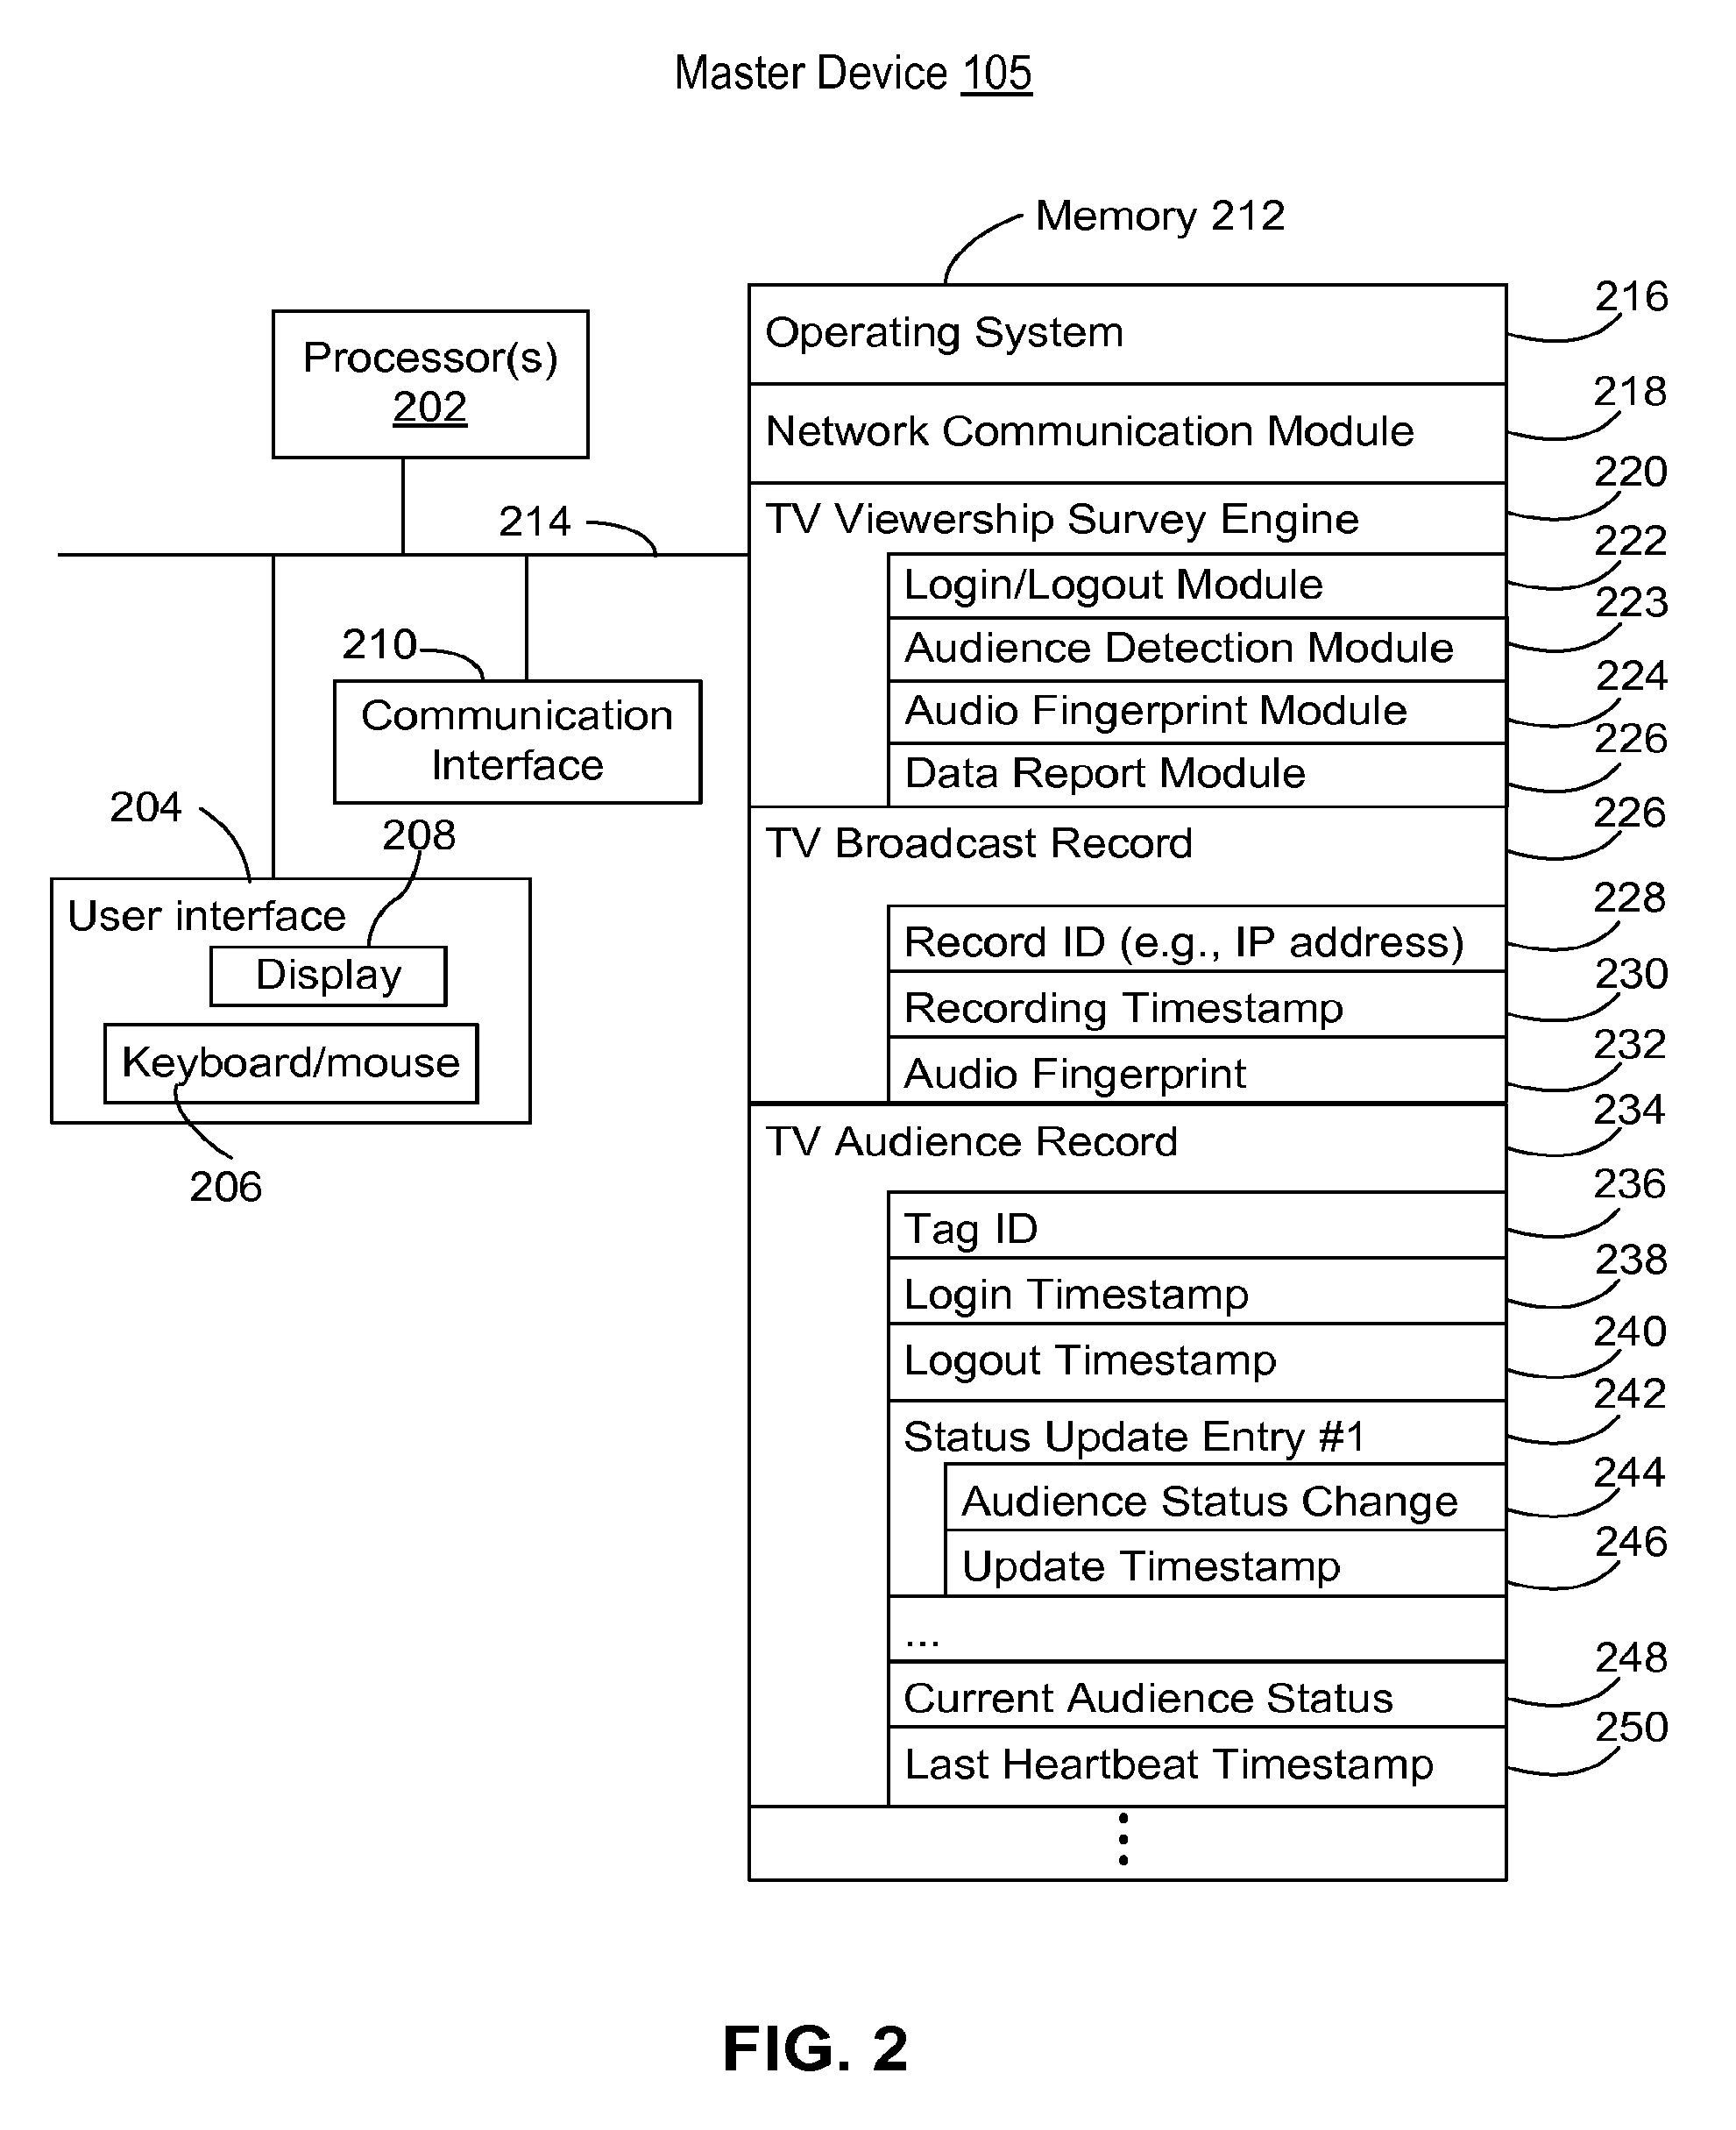 Master Device 105
Memory 212
Processor(s)
202
214
210
Communication
Interface
204
208
User interface
Display
Keyboard/mouse
206
Operating System
216
Network Communication Module
218
TV Viewership Survey Engine
220
Login/Logout Module
222
Audience Detection Module
223
Audio Fingerprint Module
224
Data Report Module
226
TV Broadcast Record
226
Record ID (e.g., IP address)
228
Recording Timestamp
230
Audio Fingerprint
232
TV Audience Record
234
Tag ID
236
Login Timestamp
238
Logout Timestamp
240
Status Update Entry #1
242
Audience Status Change
244
Update Timestamp
246
...
Current Audience Status
248
Last Heartbeat Timestamp
250
⋮
FIG. 2